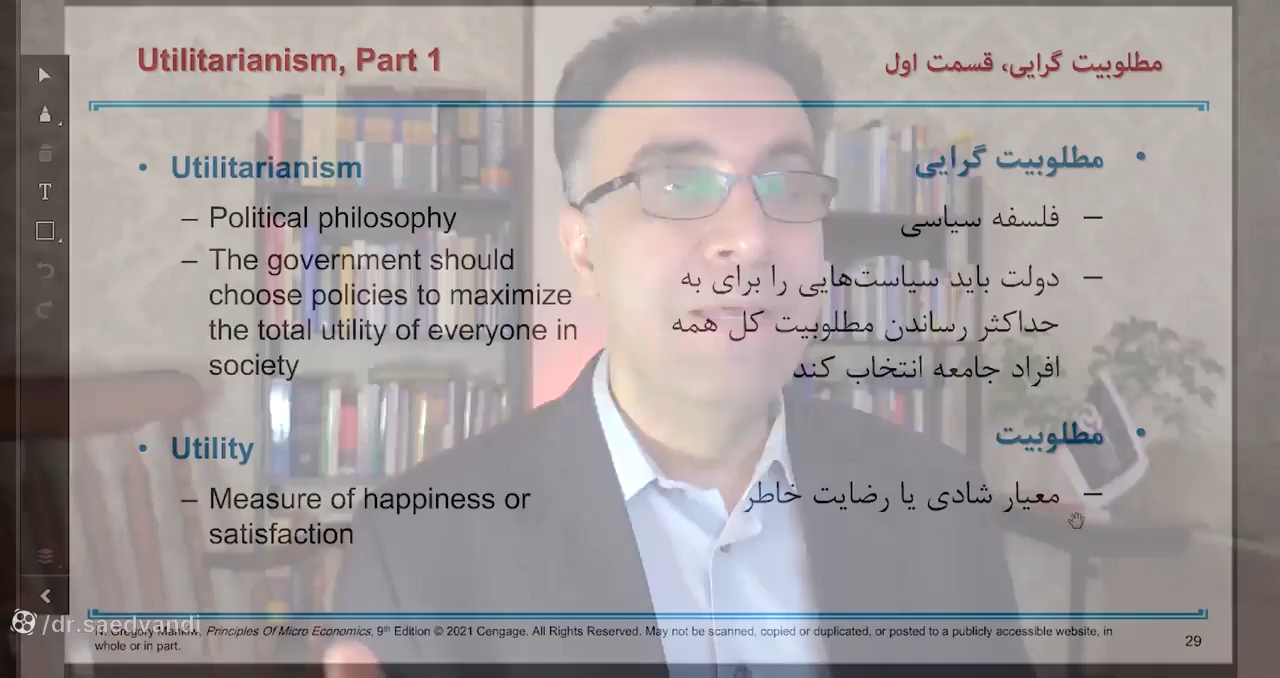 Utilitarianism, Part 1
مطلوبیت گرایی، قسمت اول
• Utilitarianism
– Political philosophy
– The government should
choose policies to maximize
the total utility of everyone in
society
• Utility
– Measure of happiness or
satisfaction
• مطلوبیت گرایی
– فلسفه سیاسی
– دولت باید سیاست‌هایی را برای به
حداکثر رساندن مطلوبیت کل همه
افراد جامعه انتخاب کند
• مطلوبیت
– معیار شادی یا رضایت خاطر
/dr.saedvandi
N. Gregory Mankiw, Principles Of Micro Economics, 9th Edition © 2021 Cengage. All Rights Reserved. May not be scanned, copied or duplicated, or posted to a publicly accessible website, in
whole or in part.
29